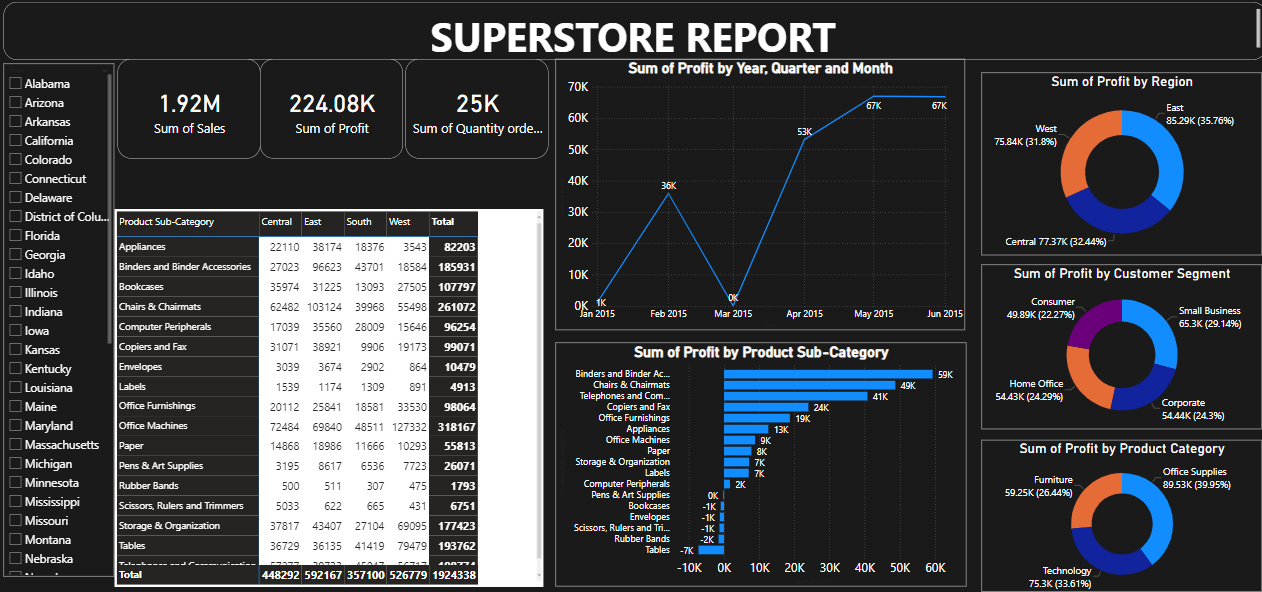 SUPERSTORE REPORT
Alabama
Arizona
Arkansas
California
Colorado
Connecticut
Delaware
District of Colu...
Florida
Georgia
Idaho
Illinois
Indiana
Iowa
Kansas
Kentucky
Louisiana
Maine
Maryland
Massachusetts
Michigan
Minnesota
Mississippi
Missouri
Montana
Nebraska
1.92M
Sum of Sales
224.08K
Sum of Profit
25K
Sum of Quantity orde...
Product Sub-Category Central East South West Total
Appliances 22110 38174 18376 3543 82203
Binders and Binder Accessories 27023 96623 43701 18584 185931
Bookcases 35974 31225 13093 27505 107797
Chairs & Chairmats 62482 103124 39968 55498 261072
Computer Peripherals 17039 35560 28009 15646 96254
Copiers and Fax 31071 38921 9906 19173 99071
Envelopes 3039 3674 2902 864 10479
Labels 1539 1174 1309 891 4913
Office Furnishings 20112 25841 18581 33530 98064
Office Machines 72484 69840 48511 127332 318167
Paper 14868 18986 11666 10293 55813
Pens & Art Supplies 3195 8617 6536 7723 26071
Rubber Bands 500 511 307 475 1793
Scissors, Rulers and Trimmers 5033 622 665 431 6751
Storage & Organization 37817 43407 27104 69095 177423
Tables 36729 36135 41419 79479 193762
Total 448292 592167 357100 526779 1924338
Sum of Profit by Year, Quarter and Month
70K
60K
50K
40K
30K
20K
10K
0K
1K
36K
0K
53K
67K
67K
Jan 2015 Feb 2015 Mar 2015 Apr 2015 May 2015 Jun 2015
Sum of Profit by Product Sub-Category
Binders and Binder Ac... 59K
Chairs & Chairmats 49K
Telephones and Com... 41K
Copiers and Fax 24K
Office Furnishings 19K
Appliances 13K
Office Machines 9K
Paper 8K
Storage & Organization 7K
Labels 7K
Computer Peripherals 2K
Pens & Art Supplies 0K
Bookcases -1K
Envelopes -1K
Scissors, Rulers and Tri... -1K
Rubber Bands -2K
Tables -7K
-10K 0K 10K 20K 30K 40K 50K 60K
Sum of Profit by Region
East
85.29K (35.76%)
West
75.84K (31.8%)
Central 77.37K (32.44%)
Sum of Profit by Customer Segment
Consumer
49.89K (22.27%)
Small Business
65.3K (29.14%)
Home Office
54.43K (24.29%)
Corporate
54.44K (24.3%)
Sum of Profit by Product Category
Furniture
59.25K (26.44%)
Office Supplies
89.53K (39.95%)
Technology
75.3K (33.61%)